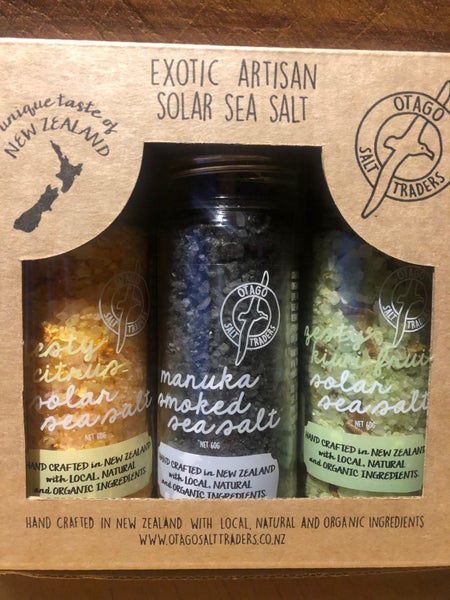 unique taste of
NEW ZEALAND
EXOTIC ARTISAN
SOLAR SEA SALT
OTAGO
SALT TRADERS
OTAGO
SALT TRADERS
zesty
citrus
solar
sea salt
NET 60G
HAND CRAFTED in NEW ZEALAND
with LOCAL, NATURAL
and ORGANIC INGREDIENTS.
OTAGO
SALT TRADERS
manuka
smoked
sea salt
NET 60G
HAND CRAFTED in NEW ZEALAND
with LOCAL, NATURAL
and ORGANIC INGREDIENTS.
OTAGO
SALT TRADERS
zesty
kiwi fruit
solar
sea salt
NET 60G
HAND CRAFTED in NEW ZEALAND
with LOCAL, NATURAL
and ORGANIC INGREDIENTS.
HAND CRAFTED IN NEW ZEALAND WITH LOCAL, NATURAL AND ORGANIC INGREDIENTS
WWW.OTAGOSALTTRADERS.CO.NZ